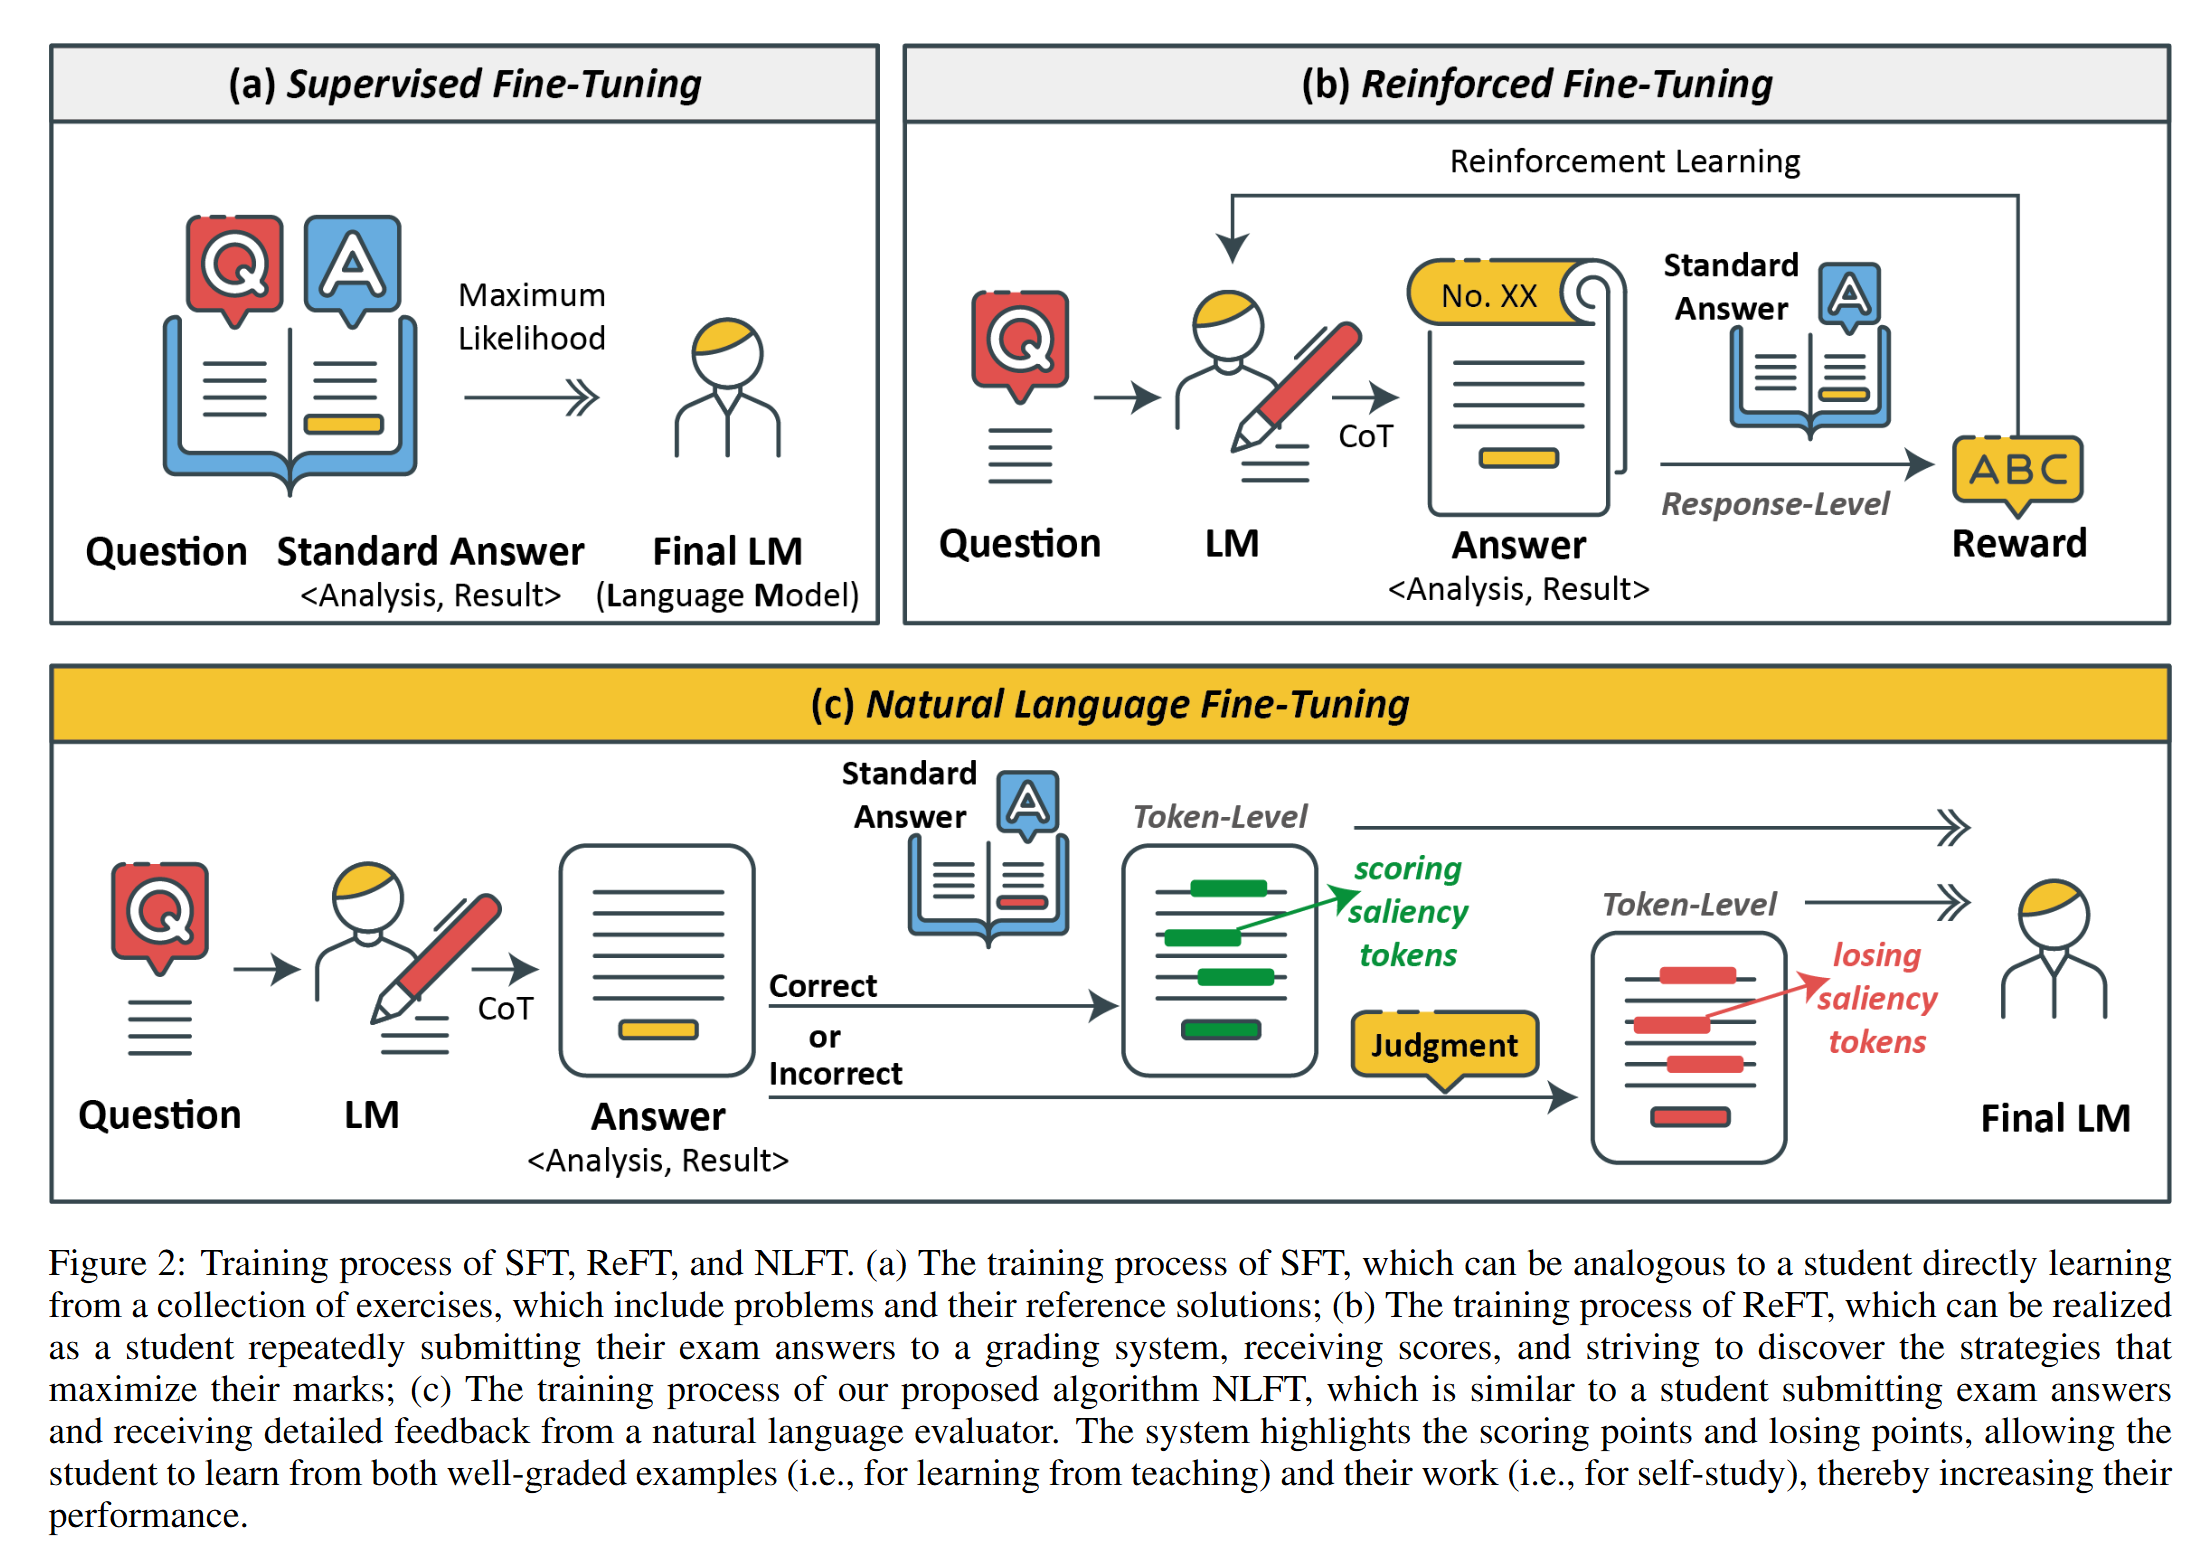 (a) Supervised Fine-Tuning
Q
A
Maximum
Likelihood
Question
Standard Answer
<Analysis, Result>
Final LM
(Language Model)
(b) Reinforced Fine-Tuning
Reinforcement Learning
Q
No. XX
Standard
Answer
A
CoT
Response-Level
ABC
Question
LM
Answer
<Analysis, Result>
Reward
(c) Natural Language Fine-Tuning
Standard
Answer
A
Token-Level
scoring
saliency
tokens
Token-Level
losing
saliency
tokens
Q
CoT
Correct
or
Incorrect
Judgment
Question
LM
Answer
<Analysis, Result>
Final LM
Figure 2: Training process of SFT, ReFT, and NLFT. (a) The training process of SFT, which can be analogous to a student directly learning
from a collection of exercises, which include problems and their reference solutions; (b) The training process of ReFT, which can be realized
as a student repeatedly submitting their exam answers to a grading system, receiving scores, and striving to discover the strategies that
maximize their marks; (c) The training process of our proposed algorithm NLFT, which is similar to a student submitting exam answers
and receiving detailed feedback from a natural language evaluator. The system highlights the scoring points and losing points, allowing the
student to learn from both well-graded examples (i.e., for learning from teaching) and their work (i.e., for self-study), thereby increasing their
performance.